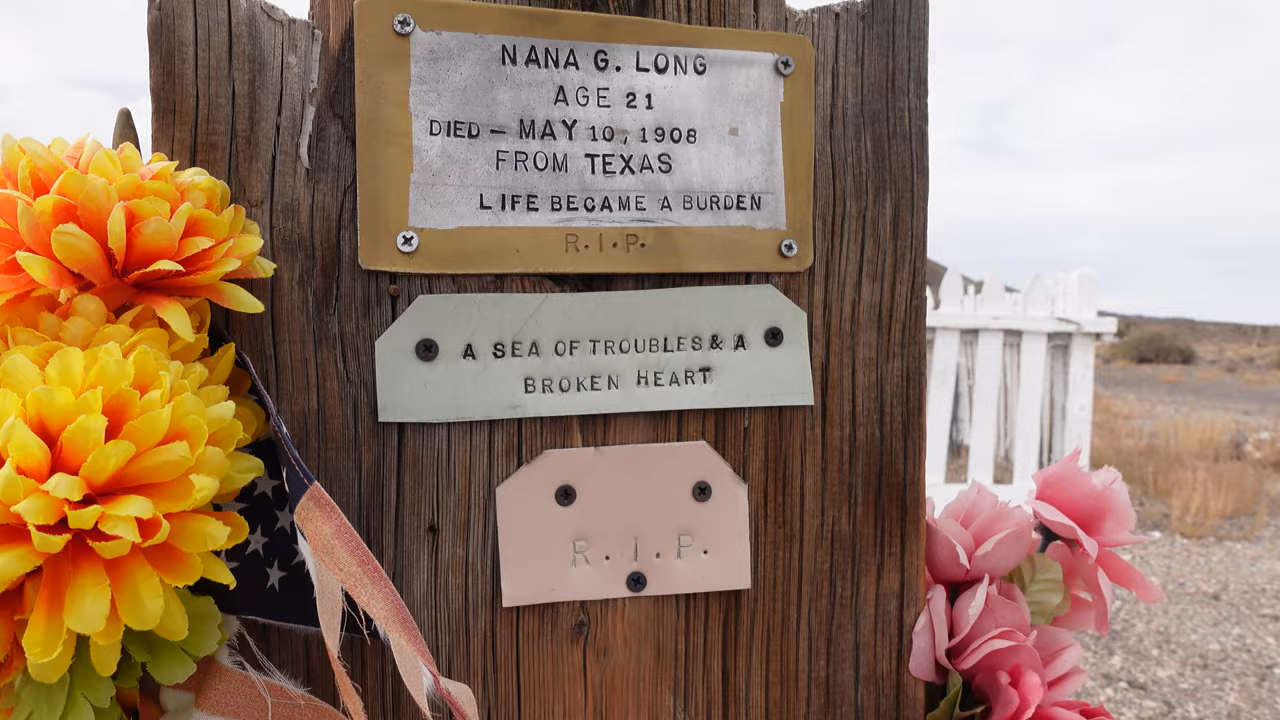 NANA G. LONG
AGE 21
DIED - MAY 10, 1908
FROM TEXAS
LIFE BECAME A BURDEN
R.I.P.
A SEA OF TROUBLES & A
BROKEN HEART
R.I.P.